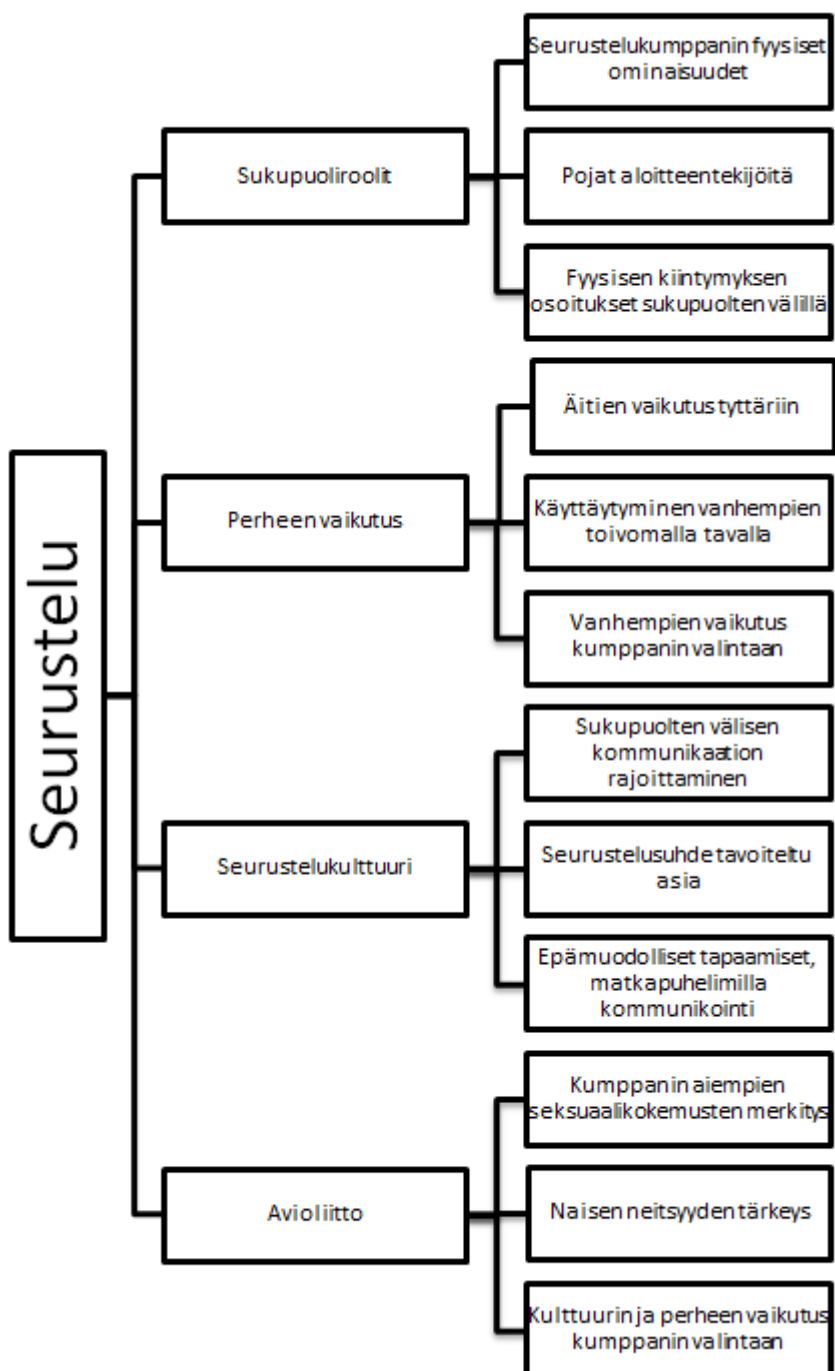 Seurustelu
Sukupuoliroolit
Seurustelukumppanin fyysiset
ominaisuudet
Pojat aloitteentekijöitä
Fyysisen kiintymyksen
osoitukset sukupuolten välillä
Perheen vaikutus
Äitien vaikutus tyttäriin
Käyttäytyminen vanhempien
toivomalla tavalla
Vanhempien vaikutus
kumppanin valintaan
Seurustelukulttuuri
Sukupuolten välisen
kommunikaation
rajoittaminen
Seurustelusuhde tavoiteltu
asia
Epämuodolliset tapaamiset,
matkapuhelimilla
kommunikointi
Avioliitto
Kumppanin aiempien
seksuaalikokemusten merkitys
Naisen neitsyyden tärkeys
Kulttuurin ja perheen vaikutus
kumppanin valintaan